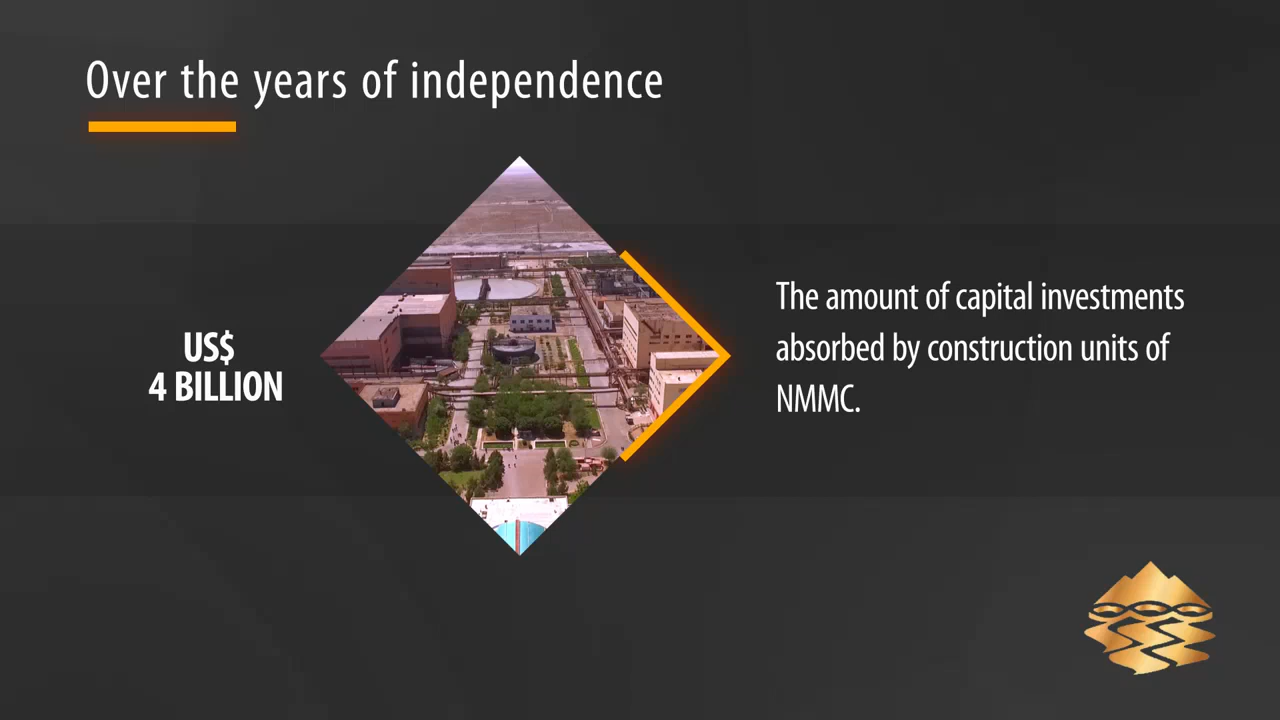 Over the years of independence
US$
4 BILLION
The amount of capital investments
absorbed by construction units of
NMMC.